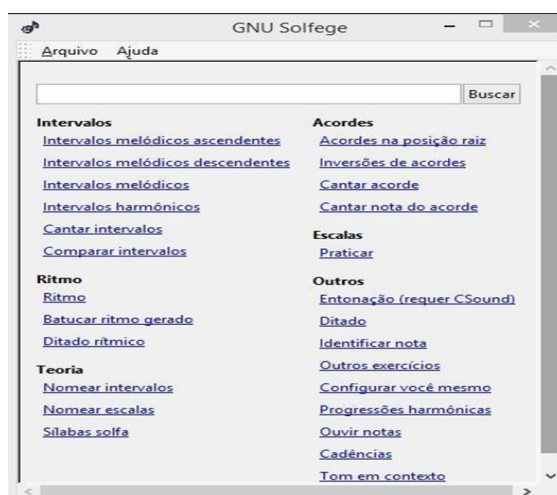 GNU Solfege
Arquivo Ajuda
Buscar
Intervalos
Intervalos melódicos ascendentes
Intervalos melódicos descendentes
Intervalos melódicos
Intervalos harmônicos
Cantar intervalos
Comparar intervalos
Ritmo
Ritmo
Batucar ritmo gerado
Ditado rítmico
Teoria
Nomear intervalos
Nomear escalas
Sílabas solfa
Acordes
Acordes na posição raiz
Inversões de acordes
Cantar acorde
Cantar nota do acorde
Escalas
Praticar
Outros
Entonação (requer CSound)
Ditado
Identificar nota
Outros exercícios
Configurar você mesmo
Progressões harmônicas
Ouvir notas
Cadências
Tom em contexto